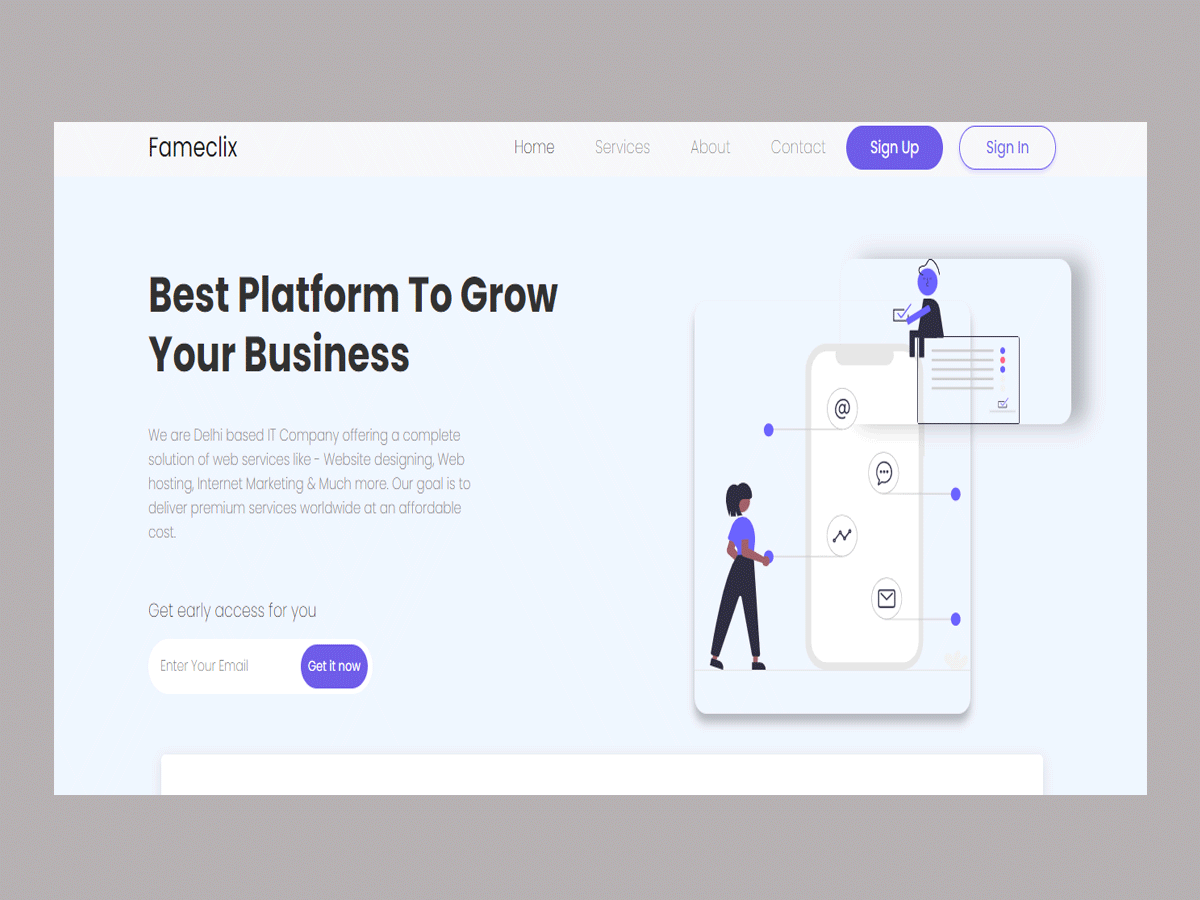 Fameclix
Home Services About Contact Sign Up Sign In
Best Platform To Grow
Your Business
We are Delhi based IT Company offering a complete
solution of web services like - Website designing, Web
hosting, Internet Marketing & Much more. Our goal is to
deliver premium services worldwide at an affordable
cost.
Get early access for you
Enter Your Email Get it now
@